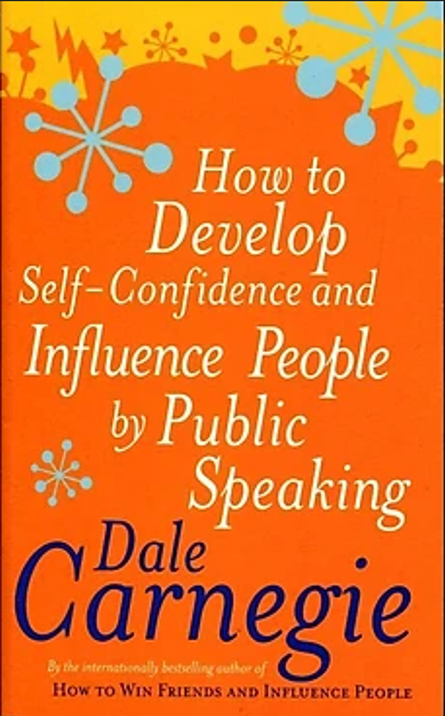 How to
Develop
Self-Confidence and
Influence People
by Public
Speaking
Dale
Carnegie
By the internationally bestselling author of
HOW TO WIN FRIENDS AND INFLUENCE PEOPLE